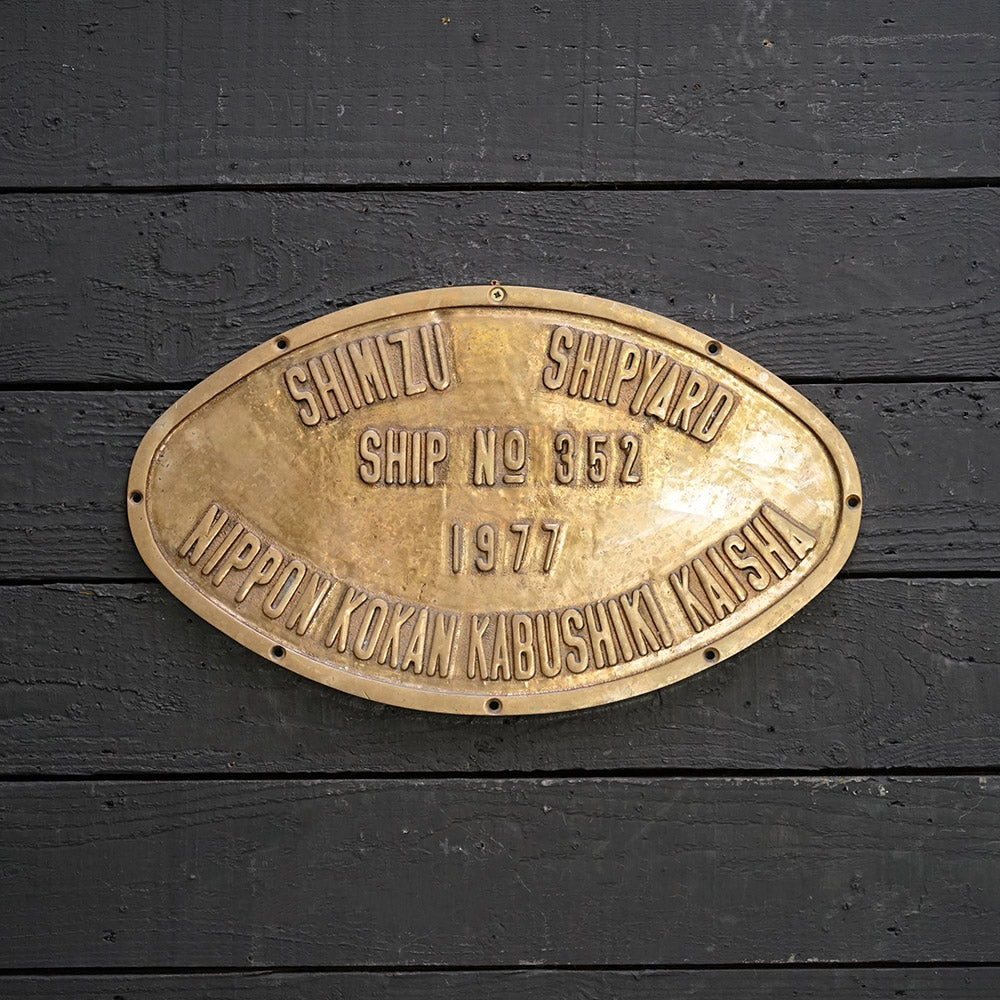 SHIMIZU SHIPYARD
SHIP Nº 352
1977
NIPPON KOKAN KABUSHIKI KAISHA